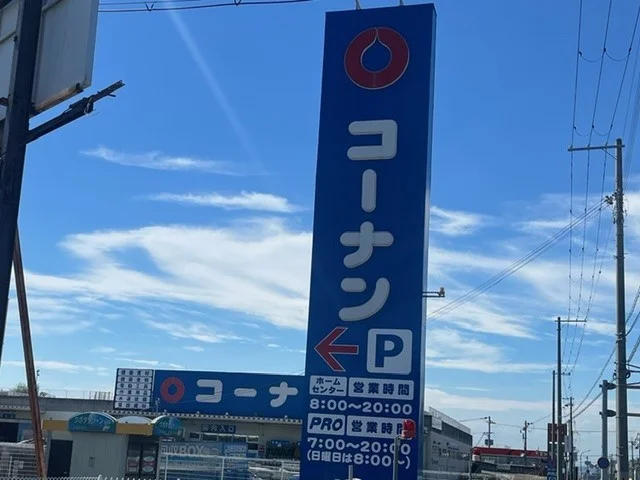 コーナン
P
ホームセンター 営業時間
8:00〜20:00
PRO 営業時間
7:00〜20:00
(日曜日は8:00〜)
コーナ
BOX